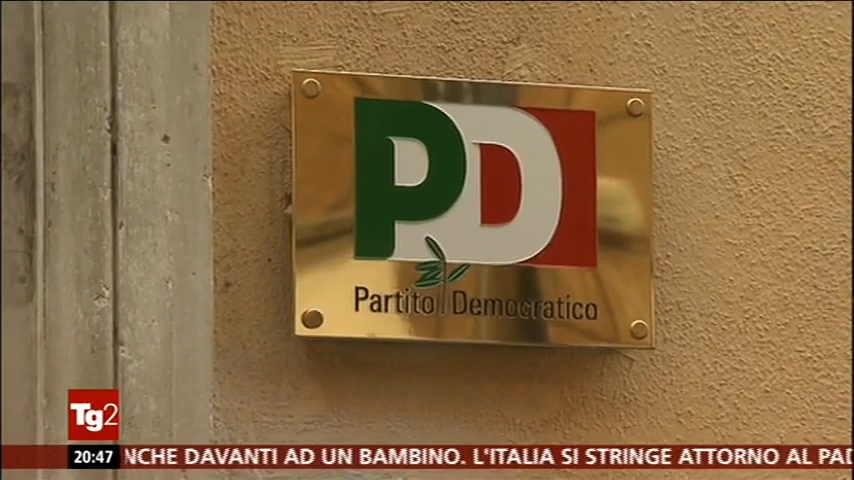 PD
Partito Democratico
Tg2
20:47
NCHE DAVANTI AD UN BAMBINO. L'ITALIA SI STRINGE ATTORNO AL PAD